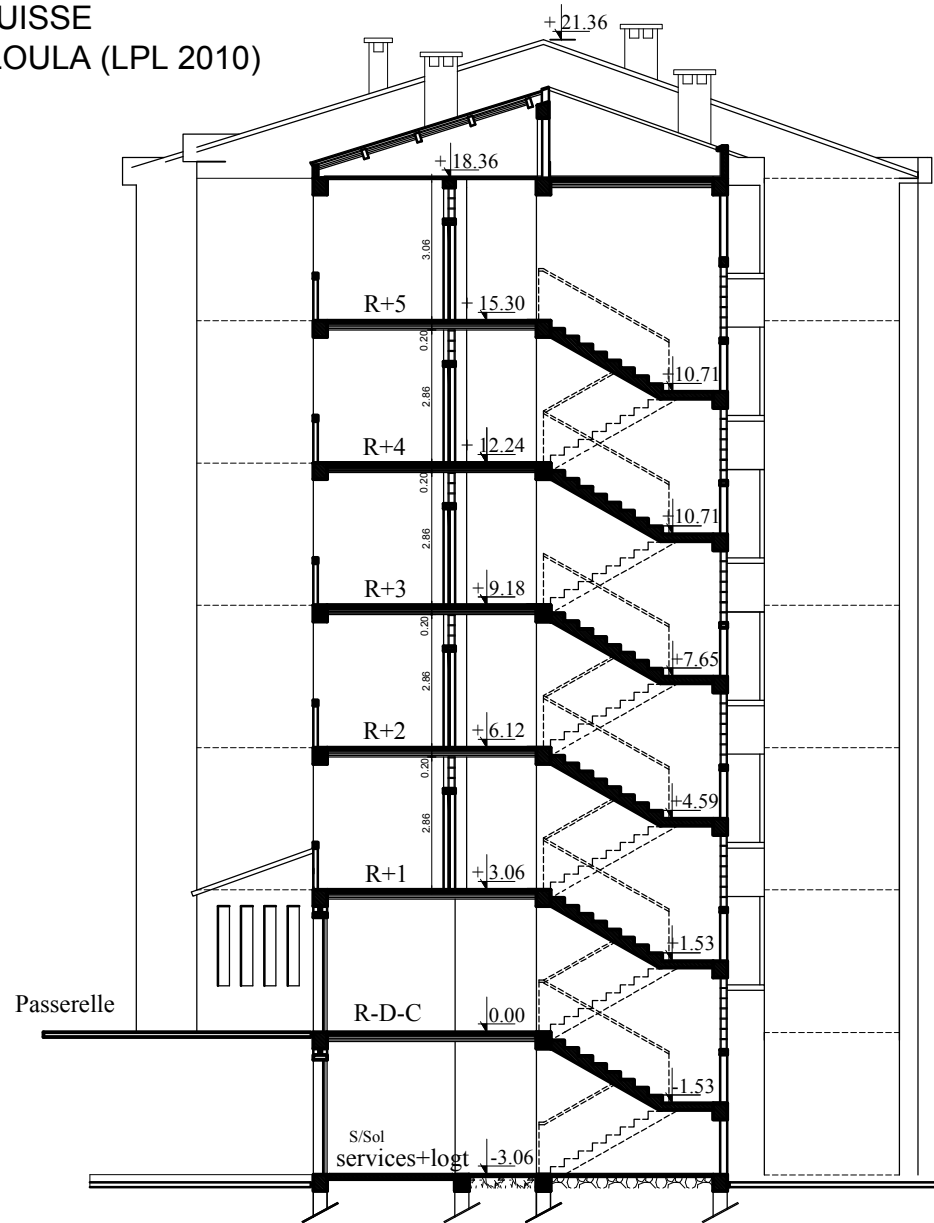 UISSE
LOULA (LPL 2010)
+ 21.36
+ 18.36
3.06
R+5
+ 15.30
0.20
+10.71
2.86
R+4
+ 12.24
0.20
+10.71
2.86
R+3
+9.18
0.20
+7.65
2.86
R+2
+6.12
0.20
+4.59
2.86
R+1
+3.06
+1.53
Passerelle
R-D-C
0.00
-1.53
S/Sol
services+logt
-3.06